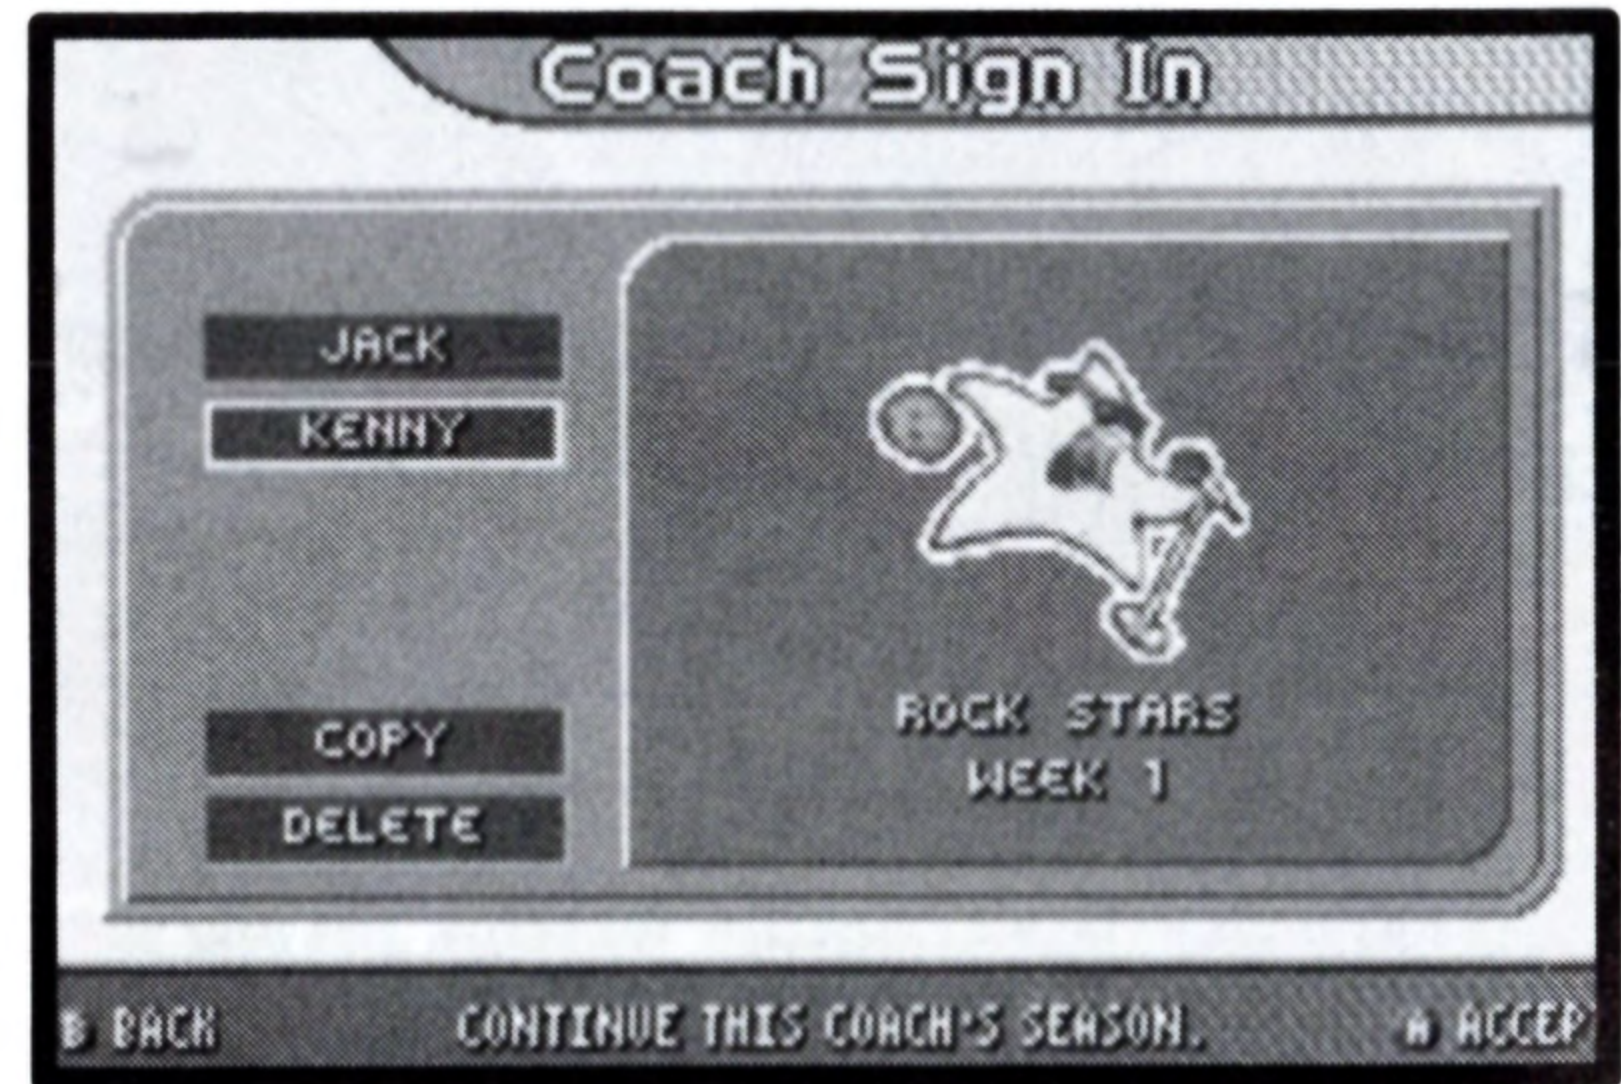 Coach Sign In
JACK
KENNY
COPY
DELETE
ROCK STARS
WEEK 1
B BACK
CONTINUE THIS COACH'S SEASON.
A ACCEP